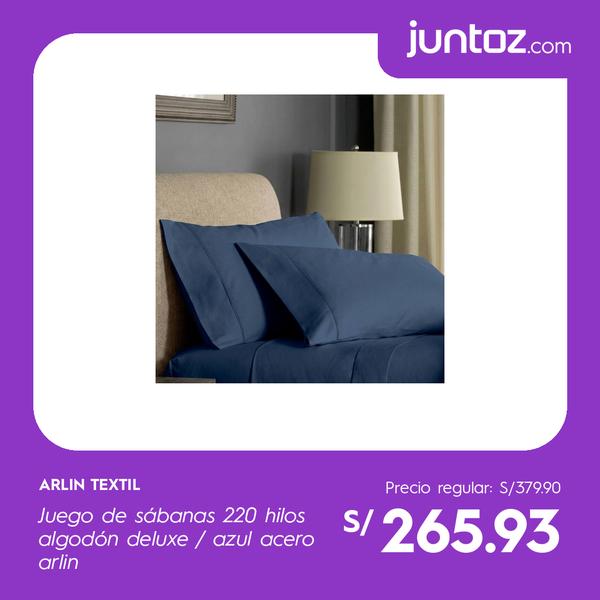 juntoz.com
ARLIN TEXTIL
Juego de sábanas 220 hilos
algodón deluxe / azul acero
arlin
Precio regular: S/379.90
S/265.93